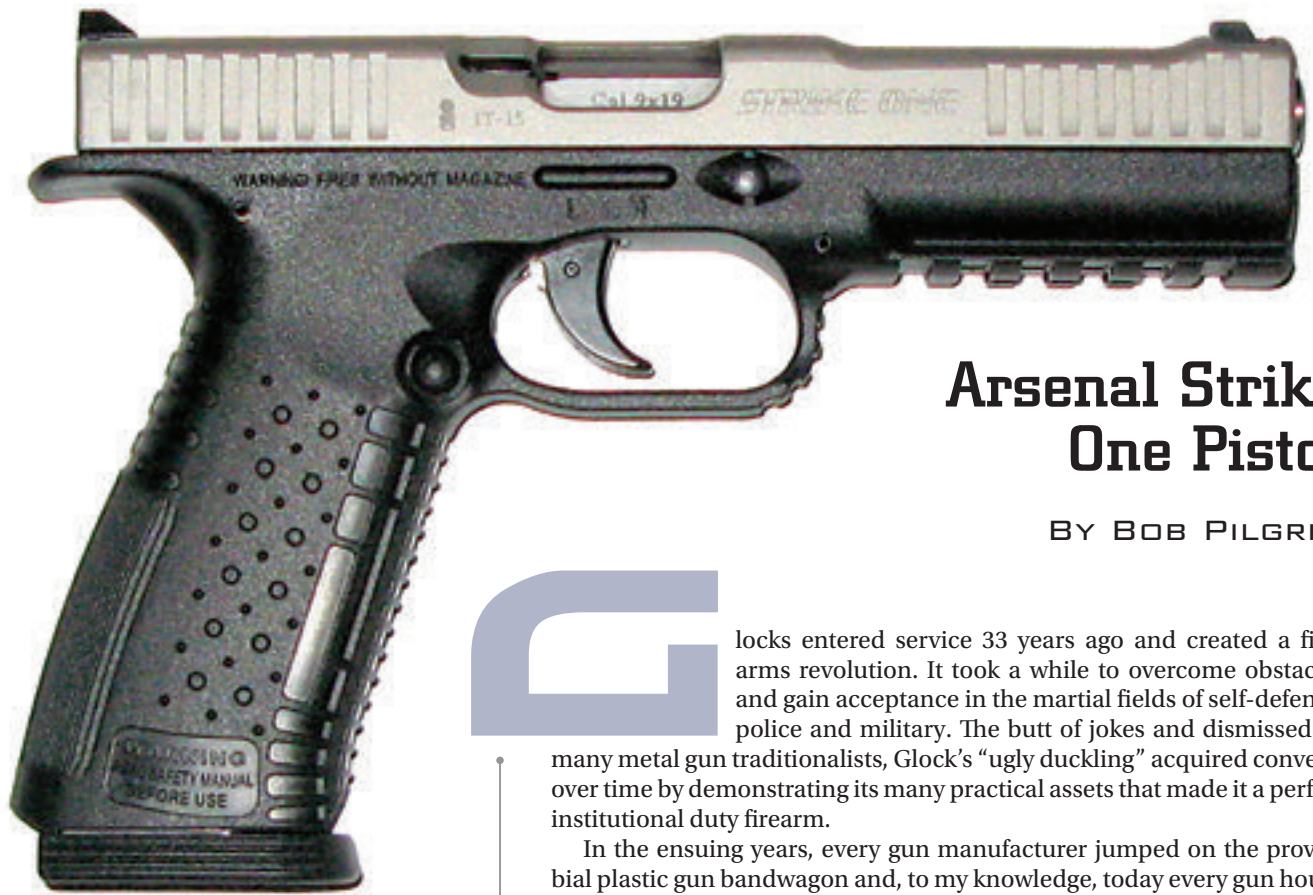 Cal 9x19
STRIKE ONE
IT-15
WARNING FIRES WITHOUT MAGAZINE
Arsenal Strik
One Pisto
BY BOB PILGRI
G
locks entered service 33 years ago and created a fi
arms revolution. It took a while to overcome obstac
and gain acceptance in the martial fields of self-defen
police and military. The butt of jokes and dismissed
many metal gun traditionalists, Glock’s “ugly duckling” acquired conve
over time by demonstrating its many practical assets that made it a perf
institutional duty firearm.
In the ensuing years, every gun manufacturer jumped on the prov
bial plastic gun bandwagon and, to my knowledge, today every gun hou
WARNING
SAFETY MANUAL
BEFORE USE